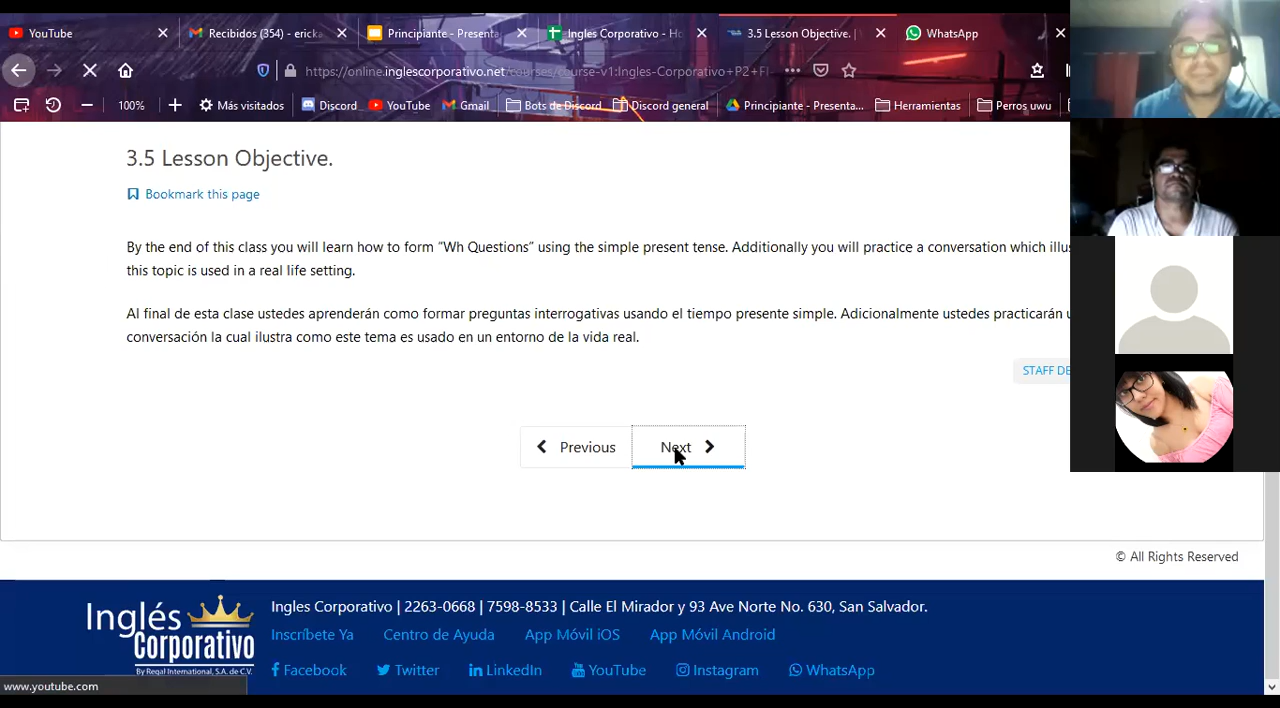 YouTube
Recibidos (354) - ericka
Principiante - Presenta
Ingles Corporativo - Ho
3.5 Lesson Objective. |
WhatsApp
https://online.inglescorporativo.net/courses/course-v1:Ingles-Corporativo+P2+FI
100%
Más visitados
Discord
YouTube
Gmail
Bots de Discord
Discord general
Principiante - Presenta...
Herramientas
Perros uwu
3.5 Lesson Objective.
Bookmark this page
By the end of this class you will learn how to form “Wh Questions” using the simple present tense. Additionally you will practice a conversation which illus
this topic is used in a real life setting.
Al final de esta clase ustedes aprenderán como formar preguntas interrogativas usando el tiempo presente simple. Adicionalmente ustedes practicarán u
conversación la cual ilustra como este tema es usado en un entorno de la vida real.
STAFF DE
Previous
Next
© All Rights Reserved
Inglés
Corporativo
By Regal International, S.A. de C.V.
Ingles Corporativo | 2263-0668 | 7598-8533 | Calle El Mirador y 93 Ave Norte No. 630, San Salvador.
Inscríbete Ya
Centro de Ayuda
App Móvil iOS
App Móvil Android
Facebook
Twitter
LinkedIn
YouTube
Instagram
WhatsApp
www.youtube.com